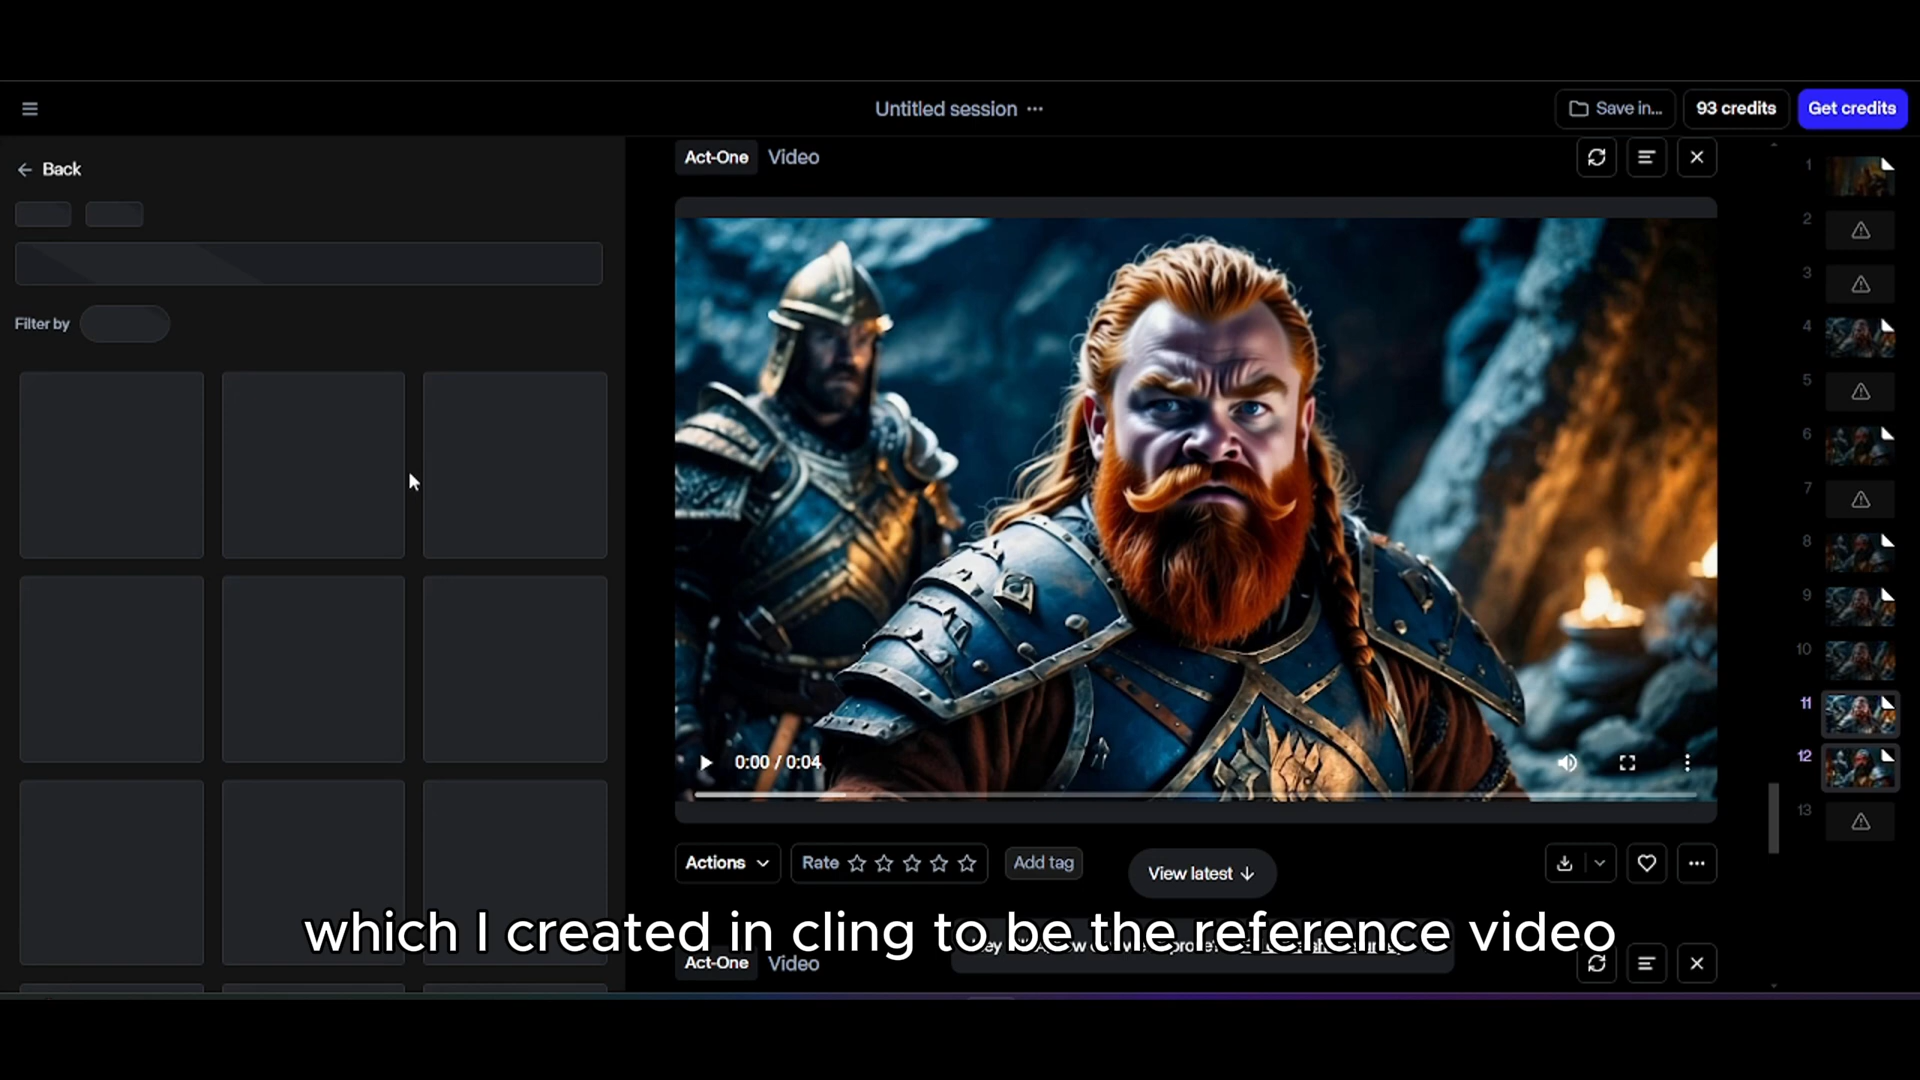 Untitled session ...
Save in...
93 credits
Get credits
Back
Act-One Video
Filter by
1
2
3
4
5
6
7
8
9
10
11
12
13
0:00 / 0:04
Actions
Rate
Add tag
View latest ↓
which I created in cling to be the reference video
Act-One Video